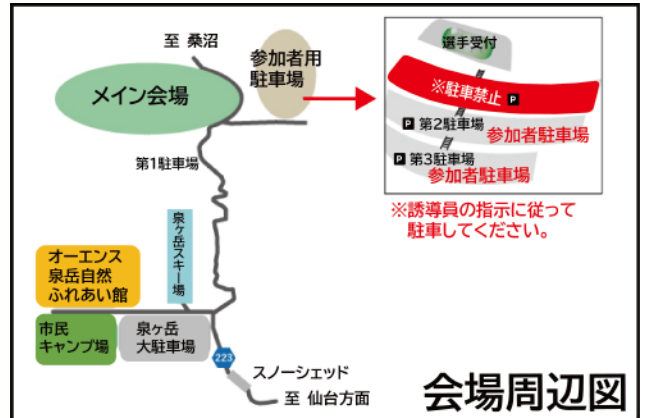 至 桑沼
参加者用
駐車場
メイン会場
第1駐車場
選手受付
※駐車禁止 P
P 第2駐車場
参加者駐車場
P 第3駐車場
参加者駐車場
※誘導員の指示に従って
駐車してください。
泉ヶ岳スキー場
オーエンス
泉岳自然
ふれあい館
市民
キャンプ場
泉ヶ岳
大駐車場
223
スノーシェッド
至 仙台方面
会場周辺図